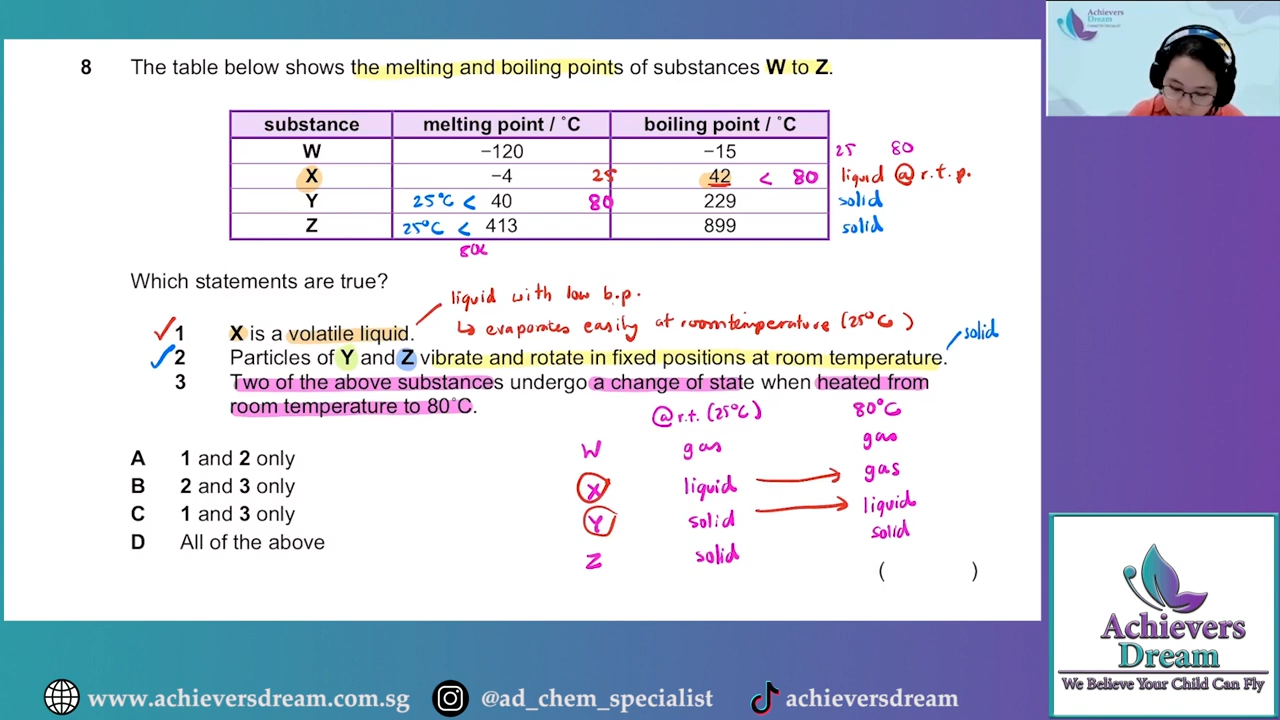 Achievers
Dream
8 The table below shows the melting and boiling points of substances W to Z.
substance melting point / °C boiling point / °C
W −120 −15 25 80
X −4 25 42 < 80 liquid @ r.t.p.
Y 25°C < 40 80 229 solid
Z 25°C < 413 899 solid
80<
Which statements are true?
liquid with low b.p.
↳ evaporates easily at room temperature (25°C)
✓ 1 X is a volatile liquid.
solid
✓ 2 Particles of Y and Z vibrate and rotate in fixed positions at room temperature.
3 Two of the above substances undergo a change of state when heated from
room temperature to 80°C.
@ r.t. (25°C) 80°C
W gas gas
X liquid → gas
Y solid → liquid
Z solid solid
A 1 and 2 only
B 2 and 3 only
C 1 and 3 only
D All of the above
( )
Achievers
Dream
We Believe Your Child Can Fly
www.achieversdream.com.sg @ad_chem_specialist achieversdream